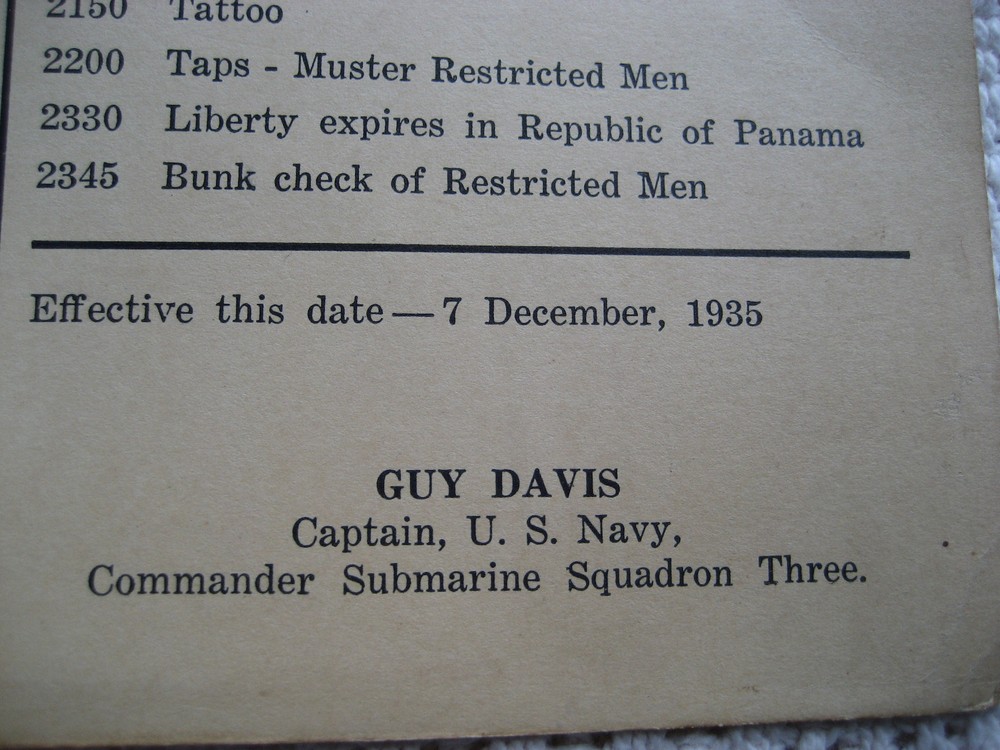 2150 Tattoo
2200 Taps - Muster Restricted Men
2330 Liberty expires in Republic of Panama
2345 Bunk check of Restricted Men
Effective this date — 7 December, 1935
GUY DAVIS
Captain, U. S. Navy,
Commander Submarine Squadron Three.